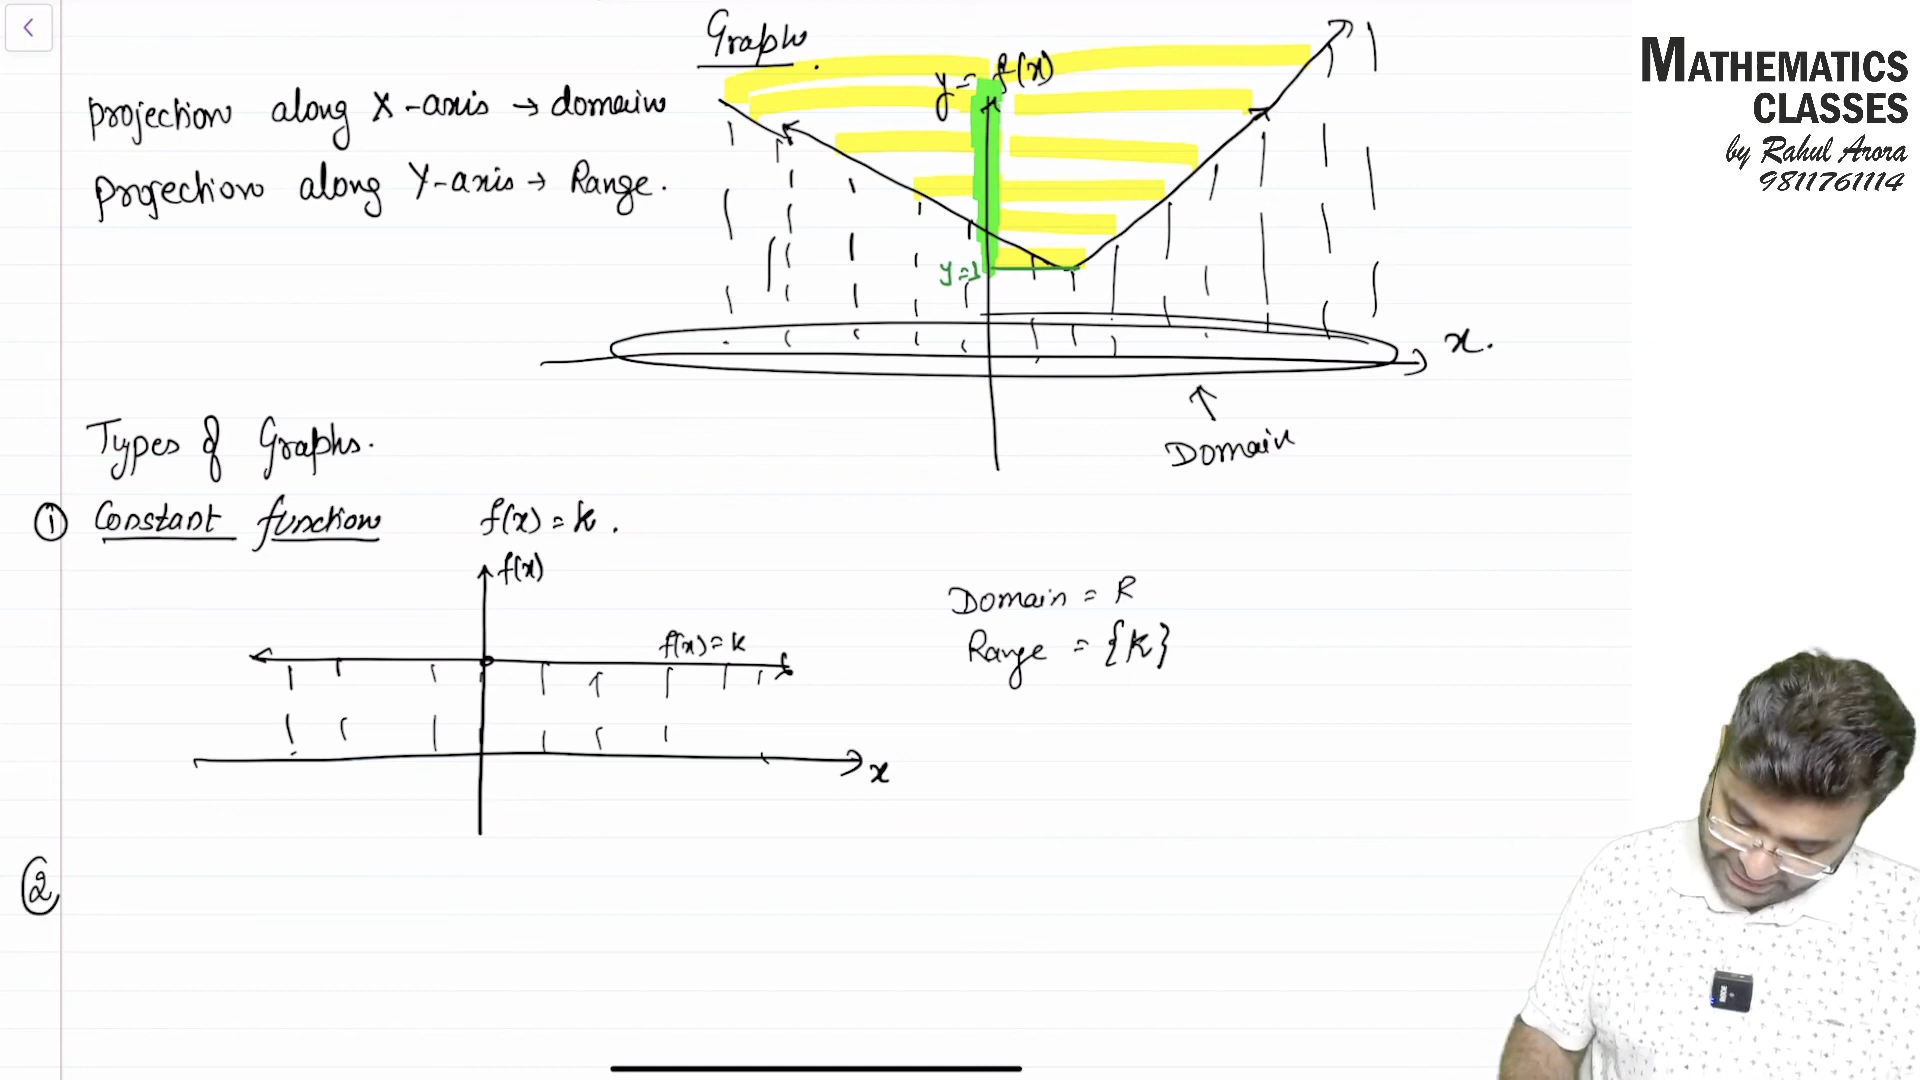 Graphs.
projection along X-axis → domain
projection along Y-axis → Range.
y = f(x)
y=1
x.
Domain
Types of Graphs.
① Constant function f(x) = k.
f(x)
f(x) = k
x
Domain = R
Range = {k}
②
MATHEMATICS
CLASSES
by Rahul Arora
9811761114